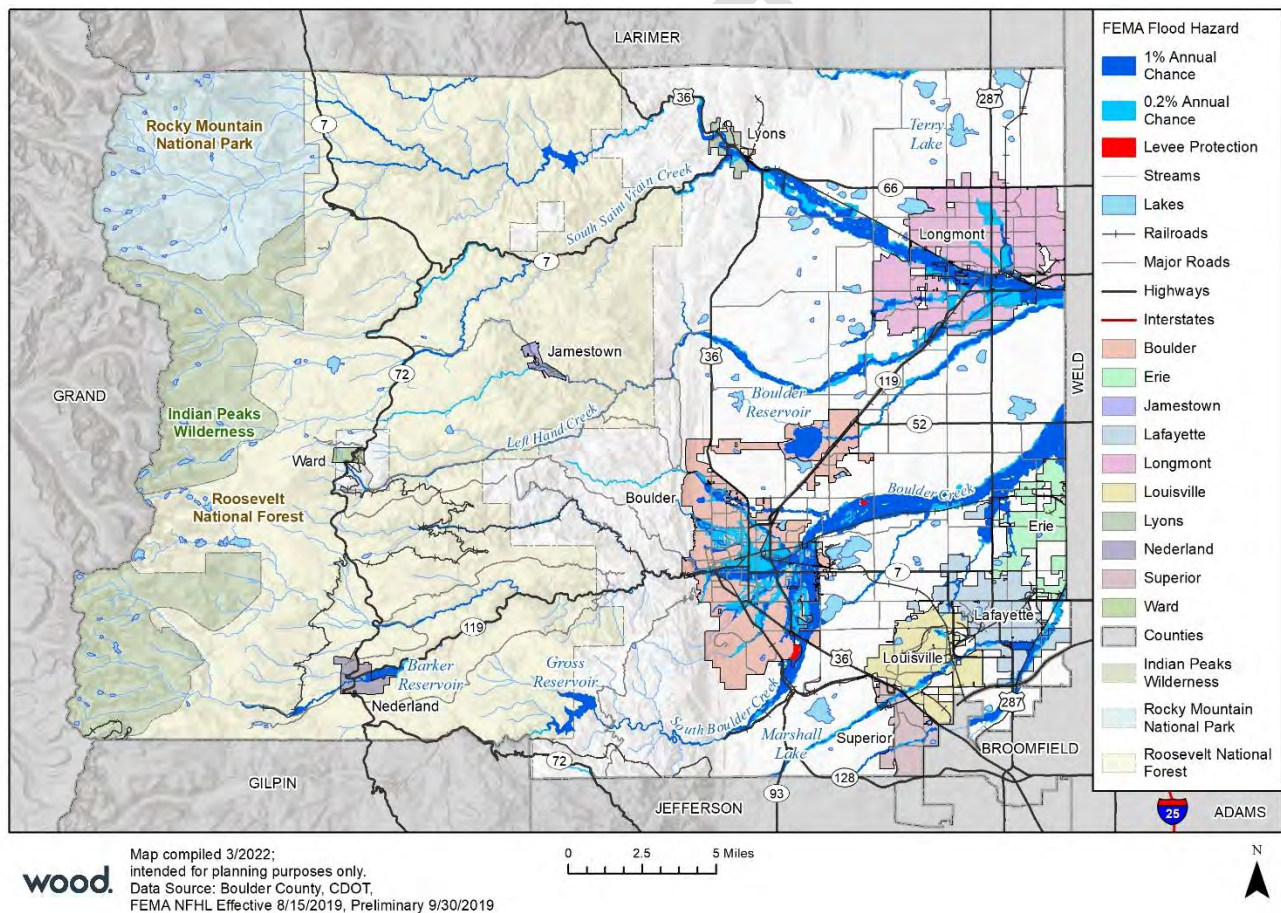 LARIMER
Rocky Mountain
National Park
7
36
Lyons
287
Terry
Lake
66
South Saint Vrain Creek
Longmont
7
Jamestown
36
72
119
GRAND
WELD
Indian Peaks
Wilderness
Boulder
Reservoir
52
Left Hand Creek
Ward
Boulder
Boulder Creek
Roosevelt
National Forest
Erie
7
Lafayette
119
Louisville
36
Barker
Reservoir
Gross
Reservoir
Nederland
South Boulder Creek
Marshall
Lake
Superior
287
BROOMFIELD
72
128
GILPIN
93
JEFFERSON
25
ADAMS
FEMA Flood Hazard
1% Annual
Chance
0.2% Annual
Chance
Levee Protection
Streams
Lakes
Railroads
Major Roads
Highways
Interstates
Boulder
Erie
Jamestown
Lafayette
Longmont
Louisville
Lyons
Nederland
Superior
Ward
Counties
Indian Peaks
Wilderness
Rocky Mountain
National Park
Roosevelt National
Forest
wood.
Map compiled 3/2022;
intended for planning purposes only.
Data Source: Boulder County, CDOT,
FEMA NFHL Effective 8/15/2019, Preliminary 9/30/2019
0 2.5 5 Miles
N